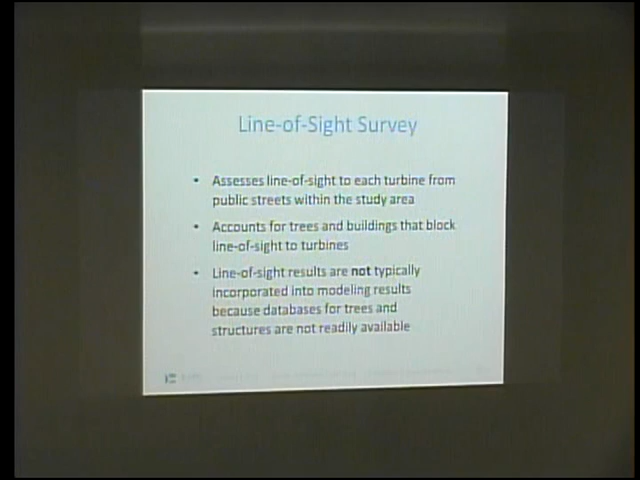 Line-of-Sight Survey
• Assesses line-of-sight to each turbine from
public streets within the study area
• Accounts for trees and buildings that block
line-of-sight to turbines
• Line-of-sight results are not typically
incorporated into modeling results
because databases for trees and
structures are not readily available